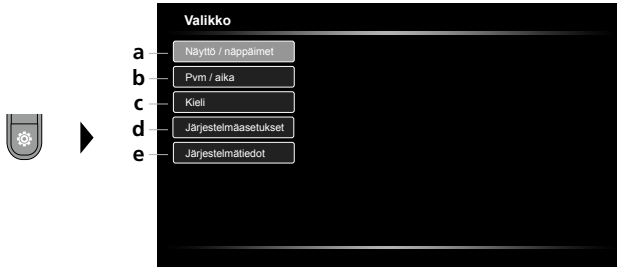 Valikko
a Näyttö / näppäimet
b Pvm / aika
c Kieli
d Järjestelmäasetukset
e Järjestelmätiedot